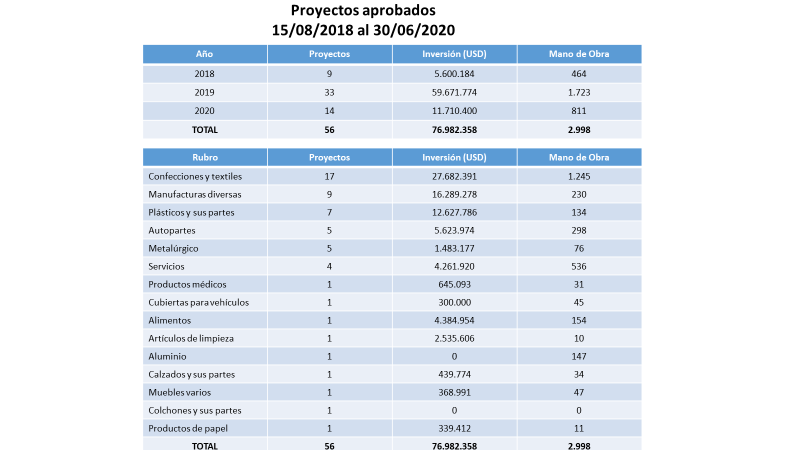 Proyectos aprobados
15/08/2018 al 30/06/2020
Año Proyectos Inversión (USD) Mano de Obra
2018 9 5.600.184 464
2019 33 59.671.774 1.723
2020 14 11.710.400 811
TOTAL 56 76.982.358 2.998
Rubro Proyectos Inversión (USD) Mano de Obra
Confecciones y textiles 17 27.682.391 1.245
Manufacturas diversas 9 16.289.278 230
Plásticos y sus partes 7 12.627.786 134
Autopartes 5 5.623.974 298
Metalúrgico 5 1.483.177 76
Servicios 4 4.261.920 536
Productos médicos 1 645.093 31
Cubiertas para vehículos 1 300.000 45
Alimentos 1 4.384.954 154
Artículos de limpieza 1 2.535.606 10
Aluminio 1 0 147
Calzados y sus partes 1 439.774 34
Muebles varios 1 368.991 47
Colchones y sus partes 1 0 0
Productos de papel 1 339.412 11
TOTAL 56 76.982.358 2.998